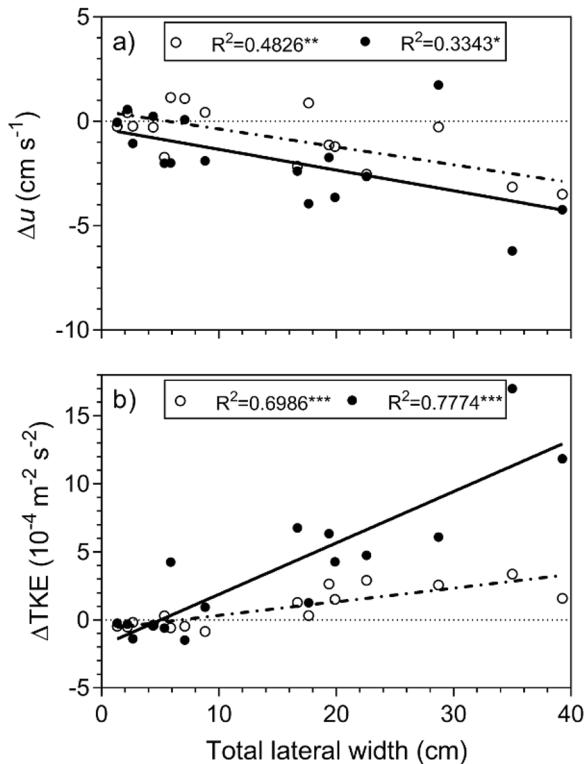 5
a)
R²=0.4826**
R²=0.3343*
0
-5
-10
Δu (cm s⁻¹)
b)
R²=0.6986***
R²=0.7774***
15
10
5
0
-5
ΔTKE (10⁻⁴ m⁻² s⁻²)
0 10 20 30 40
Total lateral width (cm)